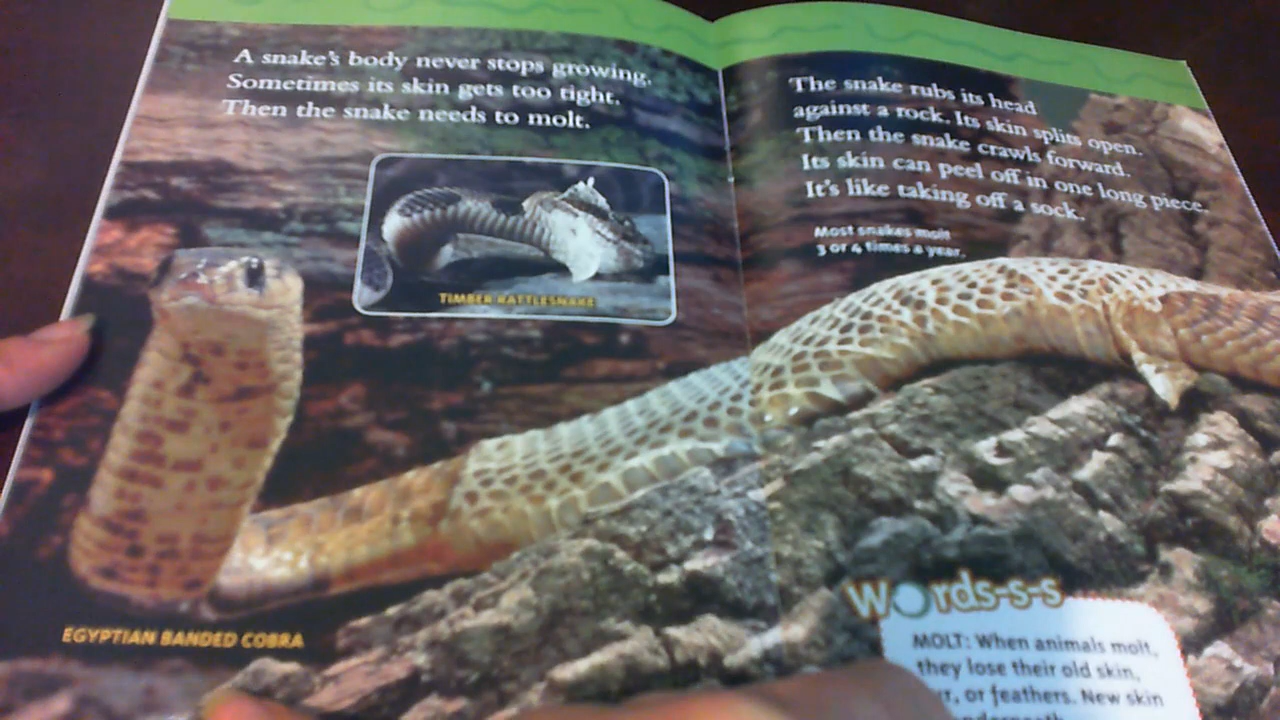 A snake's body never stops growing.
Sometimes its skin gets too tight.
Then the snake needs to molt.
TIMBER RATTLESNAKE
EGYPTIAN BANDED COBRA
The snake rubs its head
against a rock. Its skin splits open.
Then the snake crawls forward.
Its skin can peel off in one long piece.
It's like taking off a sock.
Most snakes molt
3 or 4 times a year.
Words-s-s
MOLT: When animals molt,
they lose their old skin,
or feathers. New skin